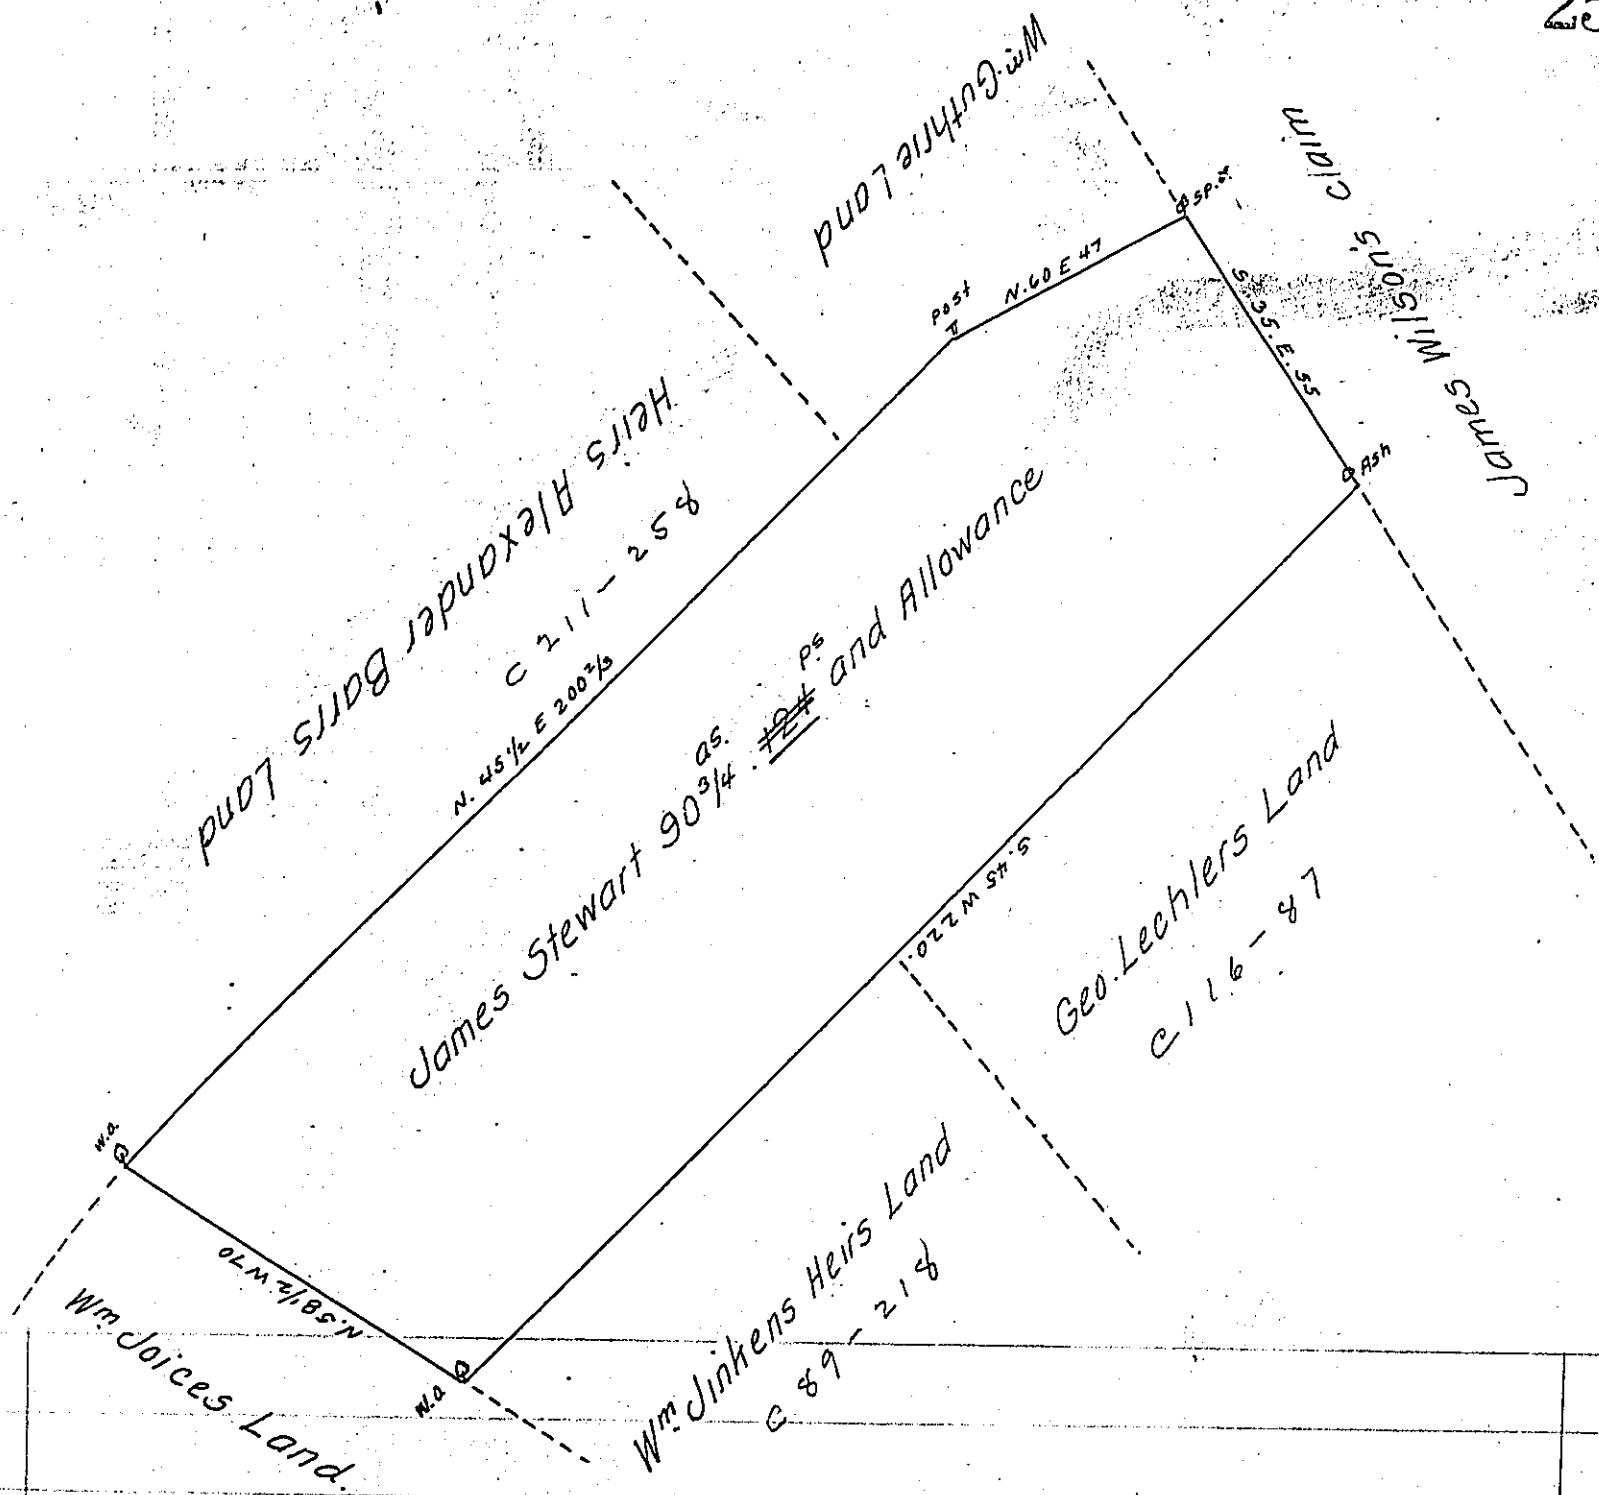 Wm. Guthrie Land
James Wilson's claim
Sp. o.
post
N. 60 E 47
S. 35. E. 55
Ash
Heirs Alexander Barrs Land
C 211-258
N. 45 1/2 E 200 2/3
James Stewart 90 3/4 as. ps and Allowance
S. 45 W 220.
Geo. Lechlers Land
C 116-87
w.o.
N. 58 1/2 W 70
Wm Joices Land.
w.o
Wm Jinkens Heirs Land
C 89-218